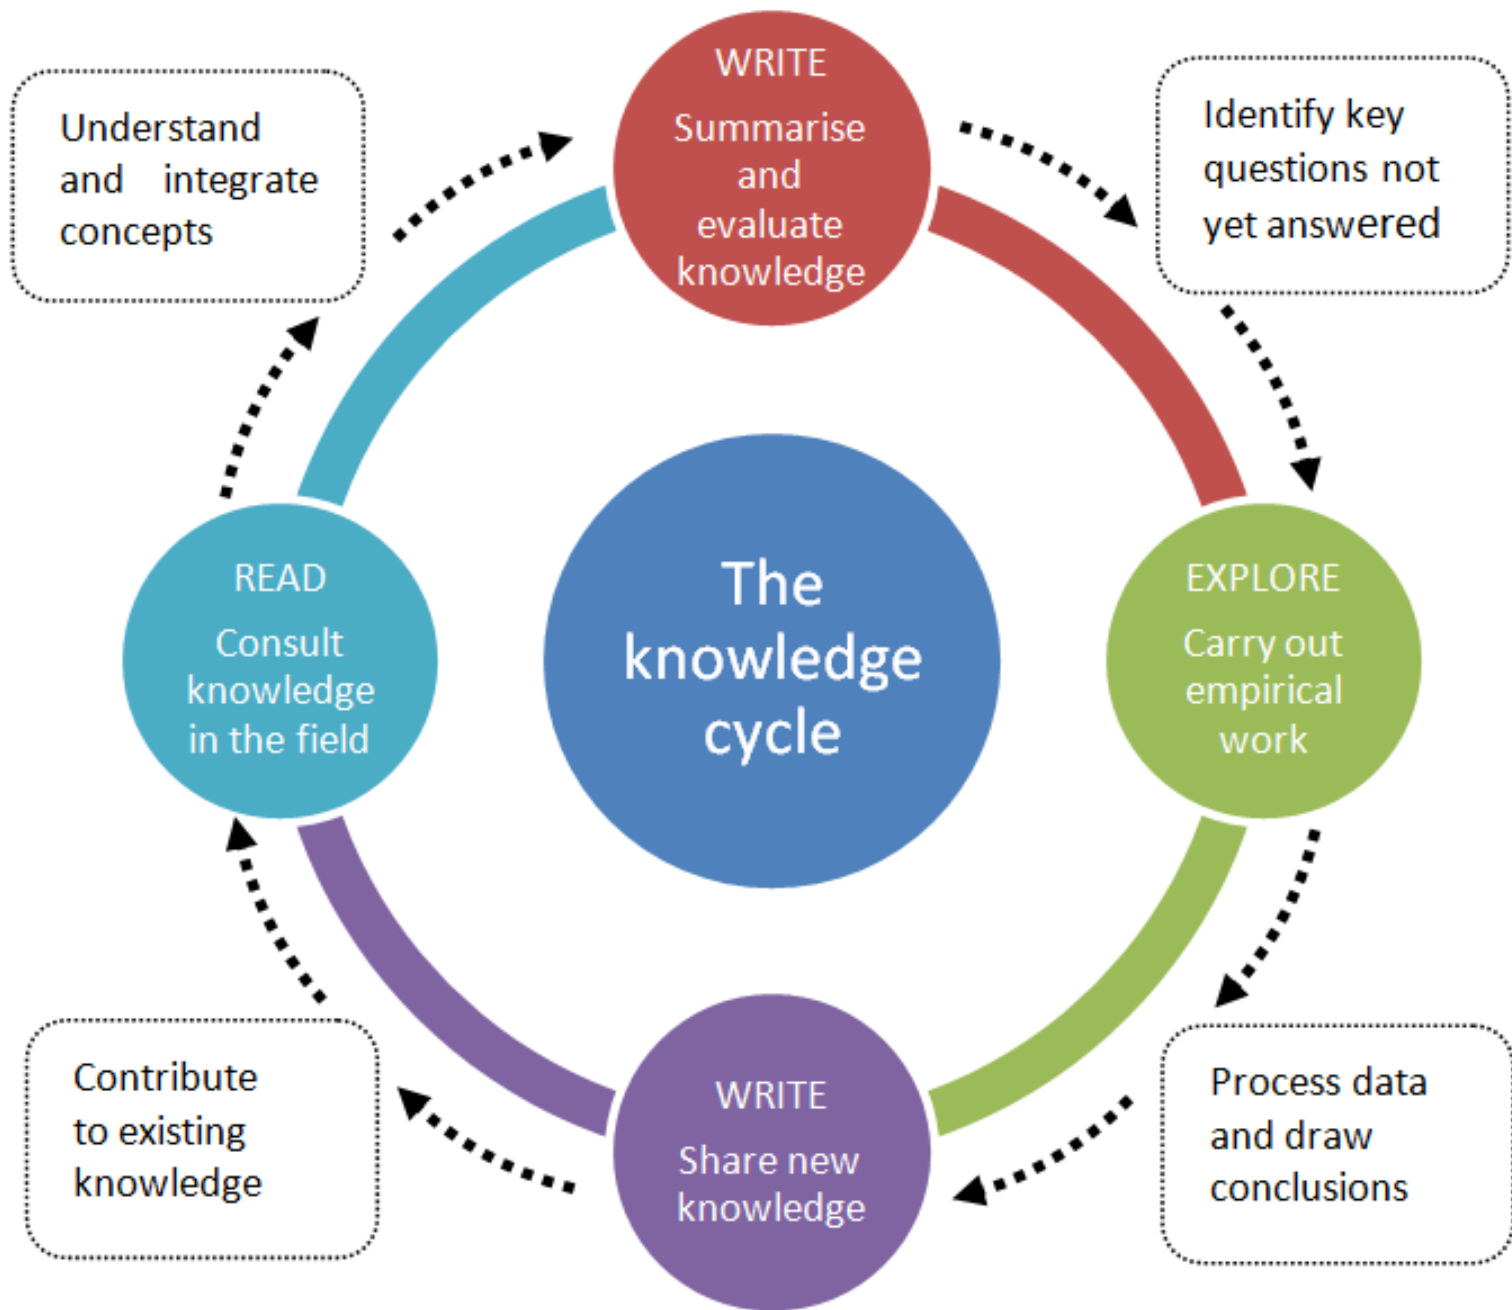 WRITE
Summarise
and
evaluate
knowledge
Identify key
questions not
yet answered
EXPLORE
Carry out
empirical
work
Process data
and draw
conclusions
WRITE
Share new
knowledge
Contribute
to existing
knowledge
READ
Consult
knowledge
in the field
Understand
and integrate
concepts
The
knowledge
cycle